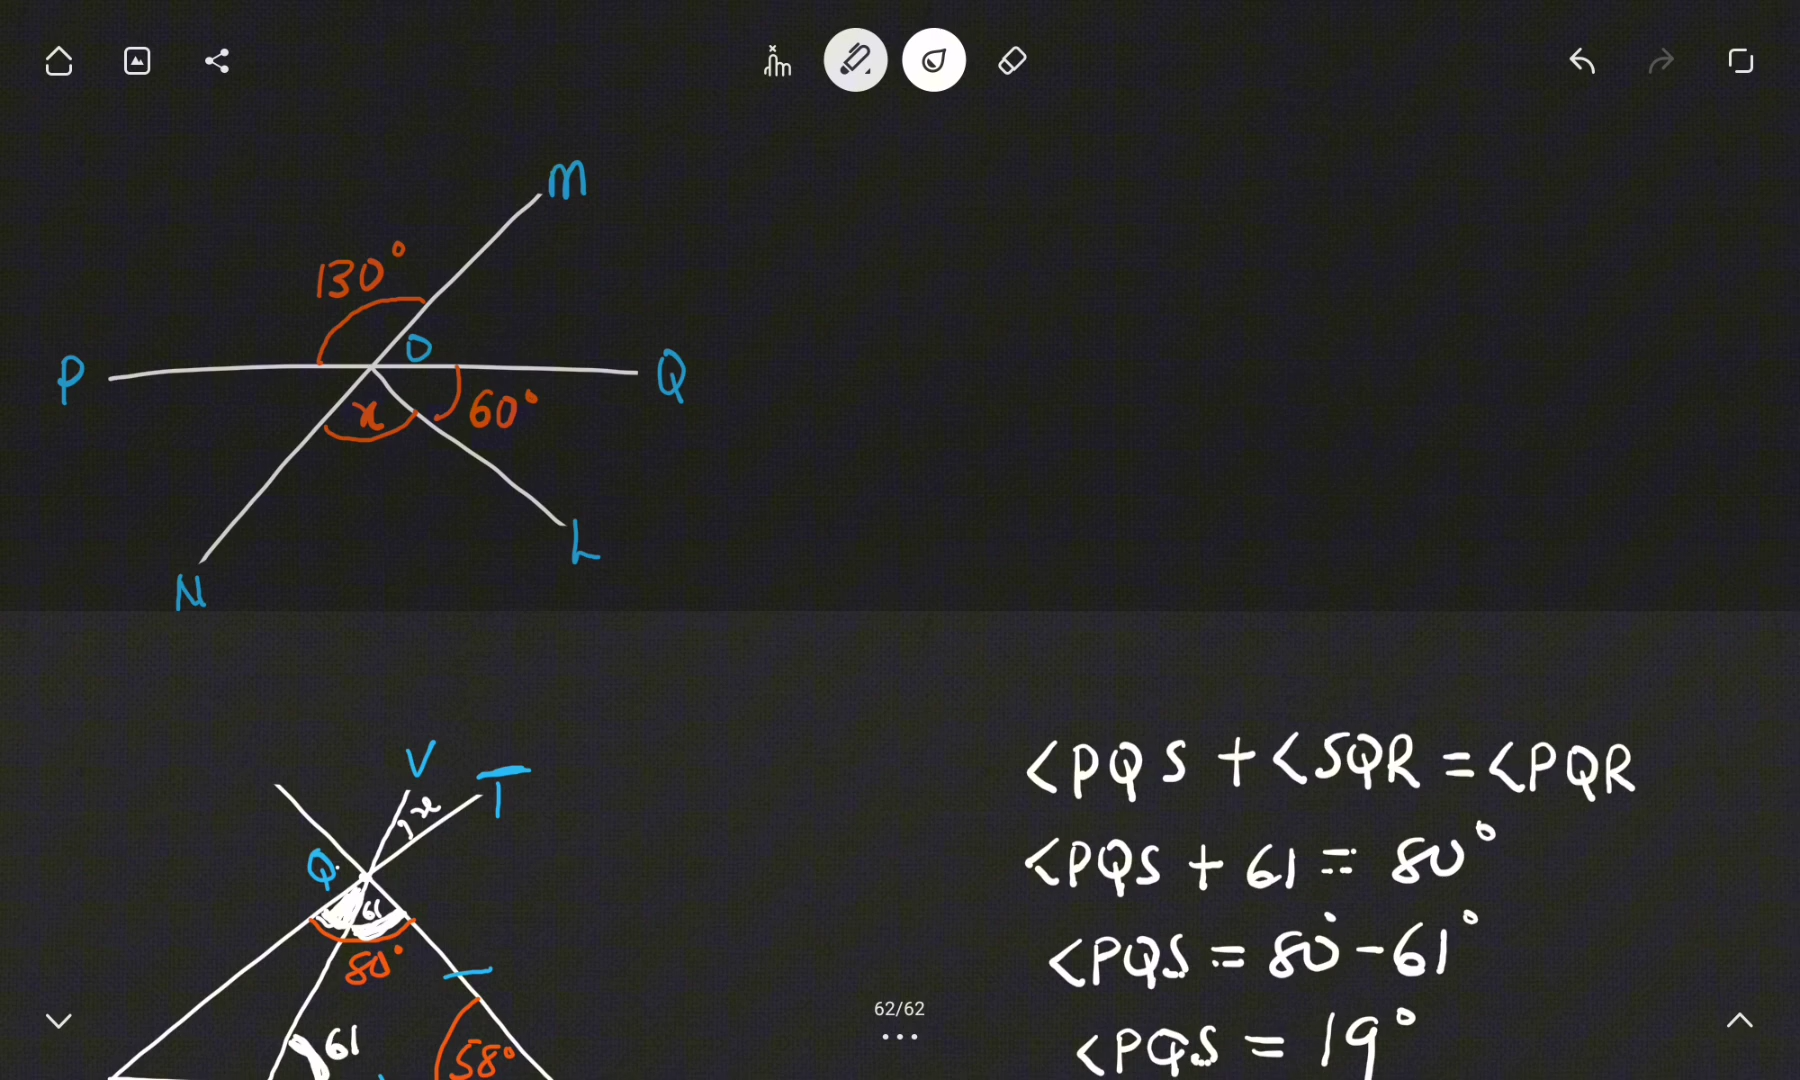 M
130°
O
P
Q
x
60°
L
N
V
T
x
Q
61
80°
61
58°
<PQS + <SQR = <PQR
<PQS + 61 = 80°
<PQS = 80° - 61°
<PQS = 19°
62/62